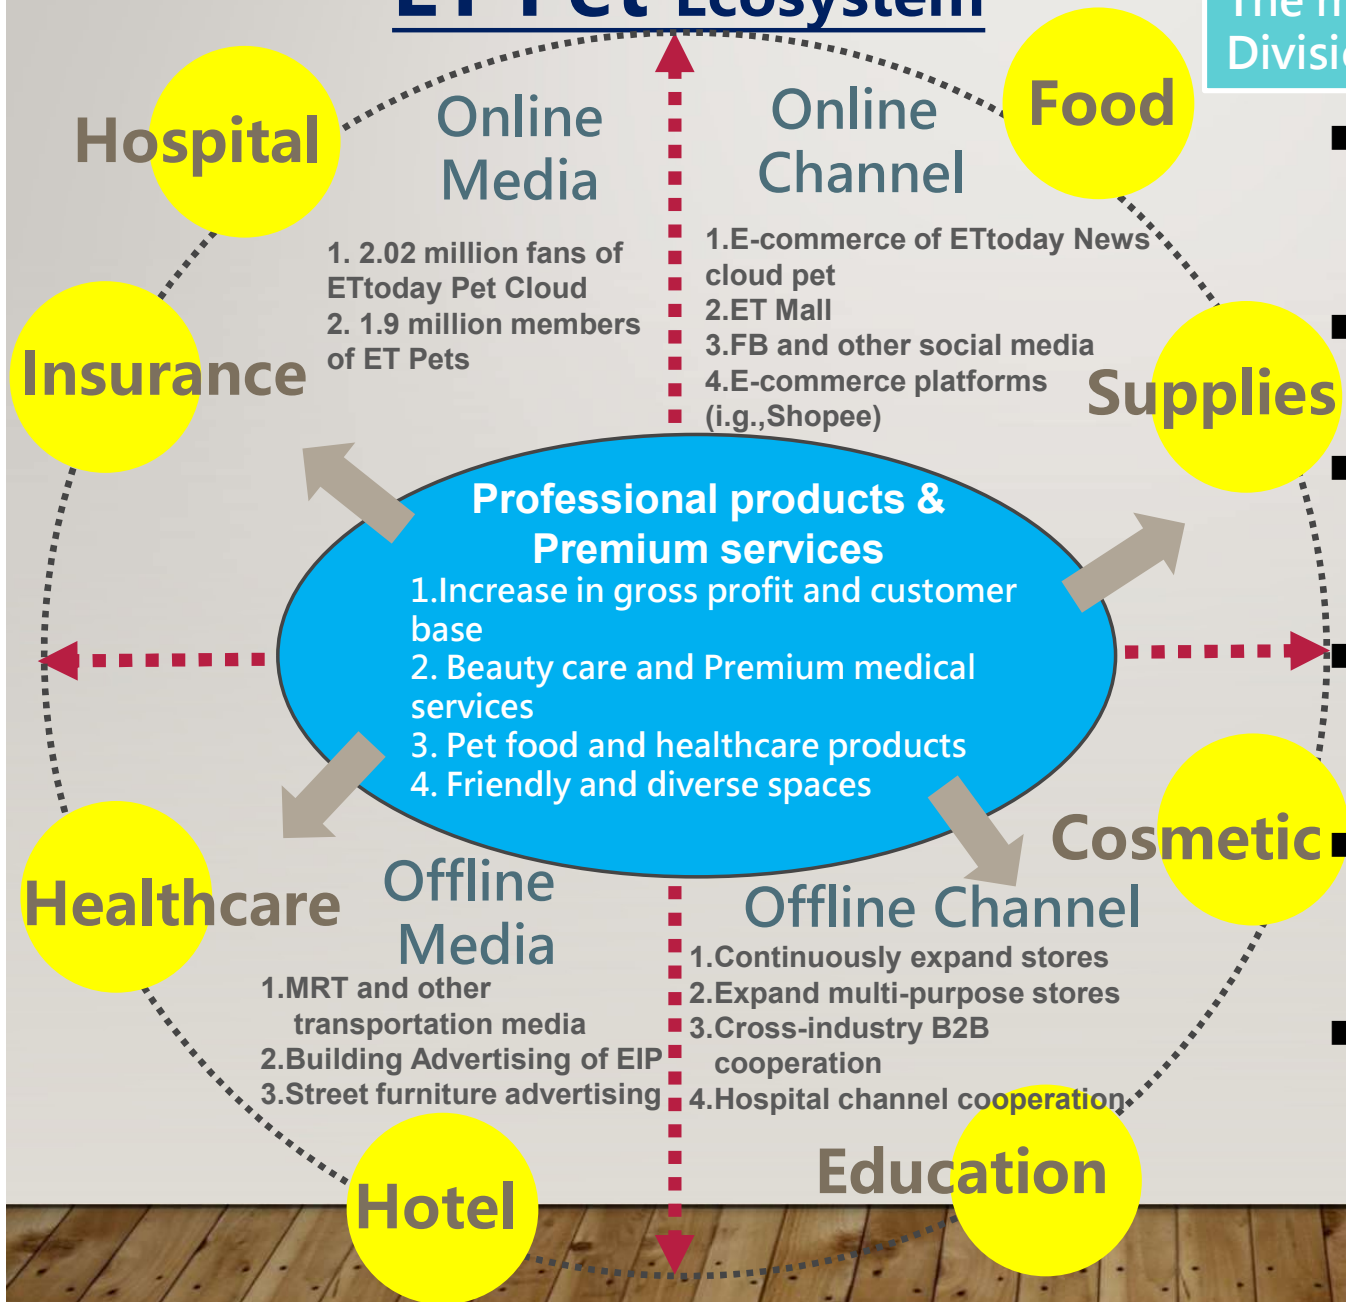 ET Pet Ecosystem
Division
Hospital
Online
Media
Online
Channel
Food
1. 2.02 million fans of
ETtoday Pet Cloud
2. 1.9 million members
of ET Pets
1.E-commerce of ETtoday News
cloud pet
2.ET Mall
3.FB and other social media
4.E-commerce platforms
(i.g.,Shopee)
Insurance
Supplies
Professional products &
Premium services
1.Increase in gross profit and customer
base
2. Beauty care and Premium medical
services
3. Pet food and healthcare products
4. Friendly and diverse spaces
Healthcare
Cosmetic
Offline
Media
1.MRT and other
transportation media
2.Building Advertising of EIP
3.Street furniture advertising
Offline Channel
1.Continuously expand stores
2.Expand multi-purpose stores
3.Cross-industry B2B
cooperation
4.Hospital channel cooperation
Hotel
Education